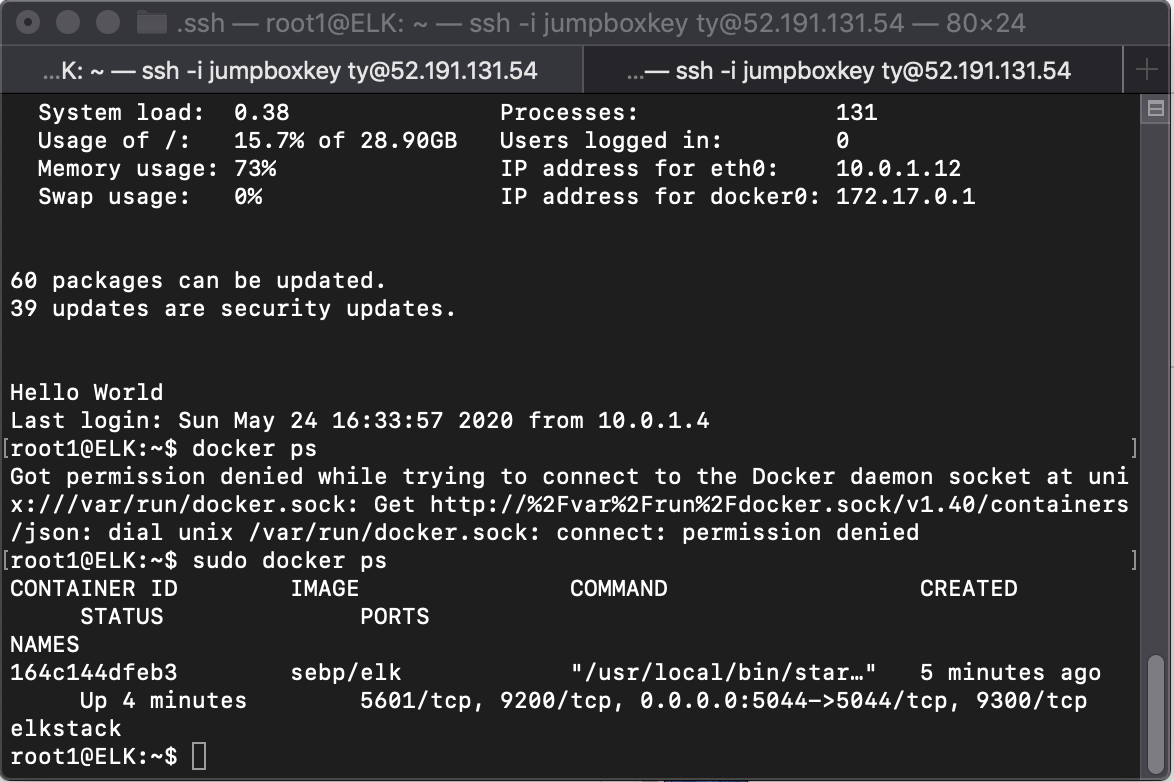 .ssh — root1@ELK: ~ — ssh -i jumpboxkey ty@52.191.131.54 — 80×24
...K: ~ — ssh -i jumpboxkey ty@52.191.131.54 ...— ssh -i jumpboxkey ty@52.191.131.54 +
System load: 0.38 Processes: 131
Usage of /: 15.7% of 28.90GB Users logged in: 0
Memory usage: 73% IP address for eth0: 10.0.1.12
Swap usage: 0% IP address for docker0: 172.17.0.1
60 packages can be updated.
39 updates are security updates.
Hello World
Last login: Sun May 24 16:33:57 2020 from 10.0.1.4
[root1@ELK:~$ docker ps ]
Got permission denied while trying to connect to the Docker daemon socket at uni
x:///var/run/docker.sock: Get http://%2Fvar%2Frun%2Fdocker.sock/v1.40/containers
/json: dial unix /var/run/docker.sock: connect: permission denied
[root1@ELK:~$ sudo docker ps ]
CONTAINER ID IMAGE COMMAND CREATED
STATUS PORTS
NAMES
164c144dfeb3 sebp/elk "/usr/local/bin/star…" 5 minutes ago
Up 4 minutes 5601/tcp, 9200/tcp, 0.0.0.0:5044->5044/tcp, 9300/tcp
elkstack
root1@ELK:~$